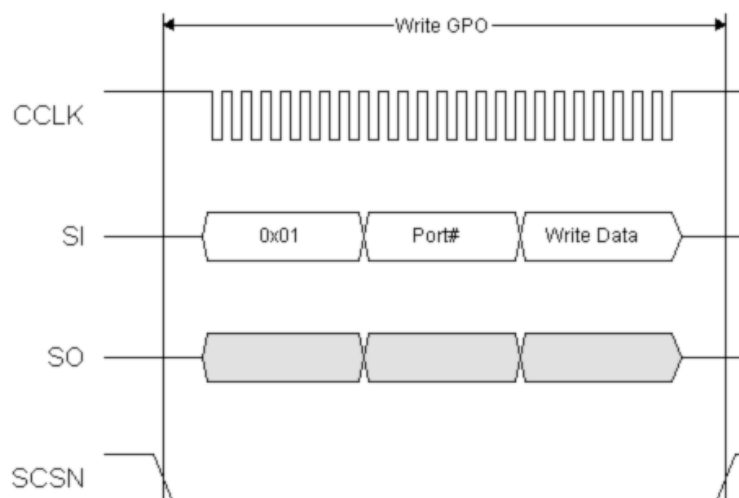 Write GPO
CCLK
SI 0x01 Port# Write Data
SO
SCSN